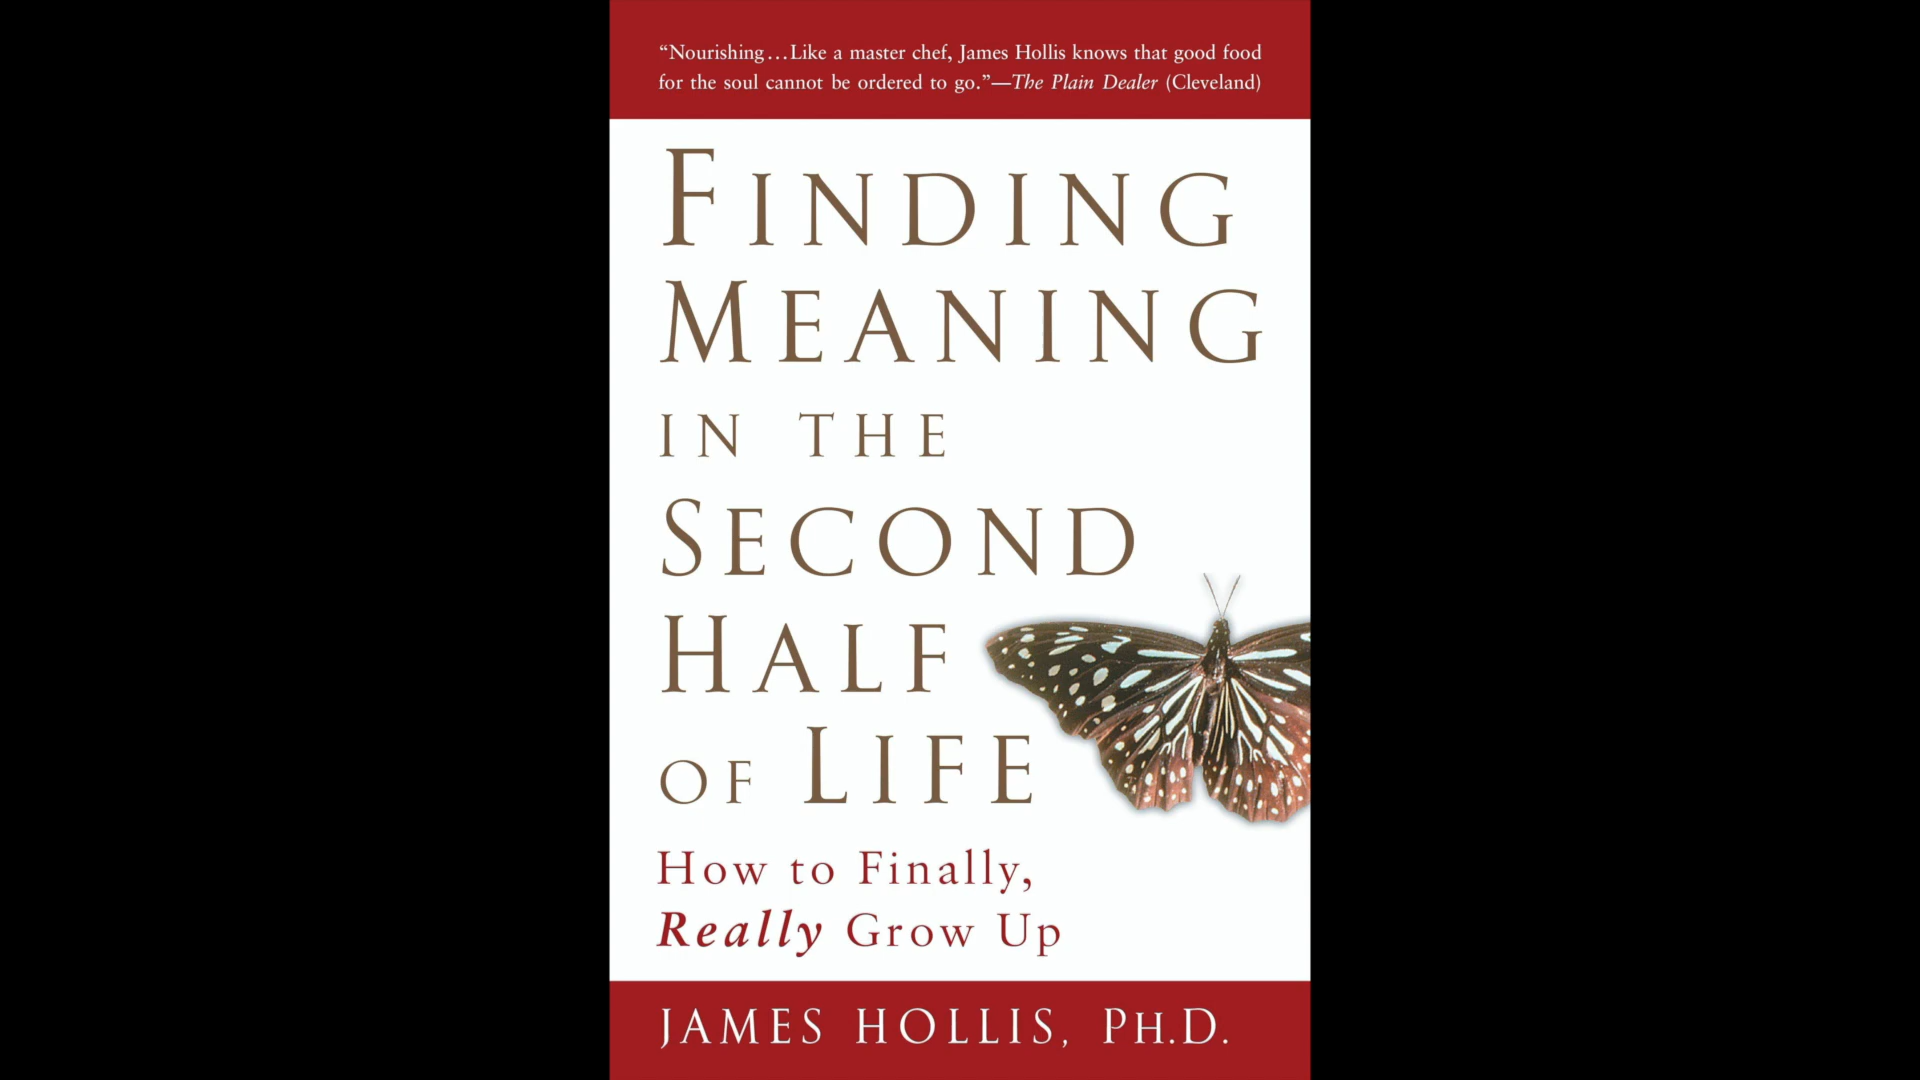 “Nourishing...Like a master chef, James Hollis knows that good food
for the soul cannot be ordered to go.”—The Plain Dealer (Cleveland)
FINDING
MEANING
IN THE
SECOND
HALF
OF LIFE
How to Finally,
Really Grow Up
JAMES HOLLIS, PH.D.